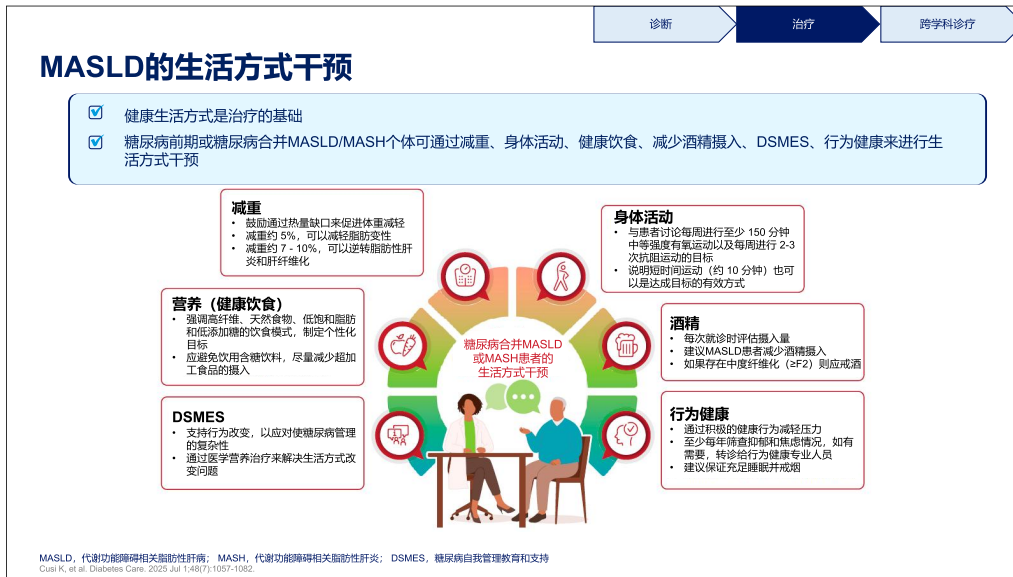 诊断
治疗
跨学科诊疗
MASLD的生活方式干预
健康生活方式是治疗的基础
糖尿病前期或糖尿病合并MASLD/MASH个体可通过减重、身体活动、健康饮食、减少酒精摄入、DSMES、行为健康来进行生
活方式干预
减重
• 鼓励通过热量缺口来促进体重减轻
• 减重约 5%，可以减轻脂肪变性
• 减重约 7 - 10%，可以逆转脂肪性肝
炎和肝纤维化
营养（健康饮食）
• 强调高纤维、天然食物、低饱和脂肪
和低添加糖的饮食模式，制定个性化
目标
• 应避免饮用含糖饮料，尽量减少超加
工食品的摄入
DSMES
• 支持行为改变，以应对使糖尿病管理
的复杂性
• 通过医学营养治疗来解决生活方式改
变问题
糖尿病合并MASLD
或MASH患者的
生活方式干预
身体活动
• 与患者讨论每周进行至少 150 分钟
中等强度有氧运动以及每周进行 2-3
次抗阻运动的目标
• 说明短时间运动（约 10 分钟）也可
以是达成目标的有效方式
酒精
• 每次就诊时评估摄入量
• 建议MASLD患者减少酒精摄入
• 如果存在中度纤维化（≥F2）则应戒酒
行为健康
• 通过积极的健康行为减轻压力
• 至少每年筛查抑郁和焦虑情况，如有
需要，转诊给行为健康专业人员
• 建议保证充足睡眠并戒烟
MASLD，代谢功能障碍相关脂肪性肝病； MASH，代谢功能障碍相关脂肪性肝炎； DSMES，糖尿病自我管理教育和支持
Cusi K, et al. Diabetes Care. 2025 Jul 1;48(7):1057-1082.